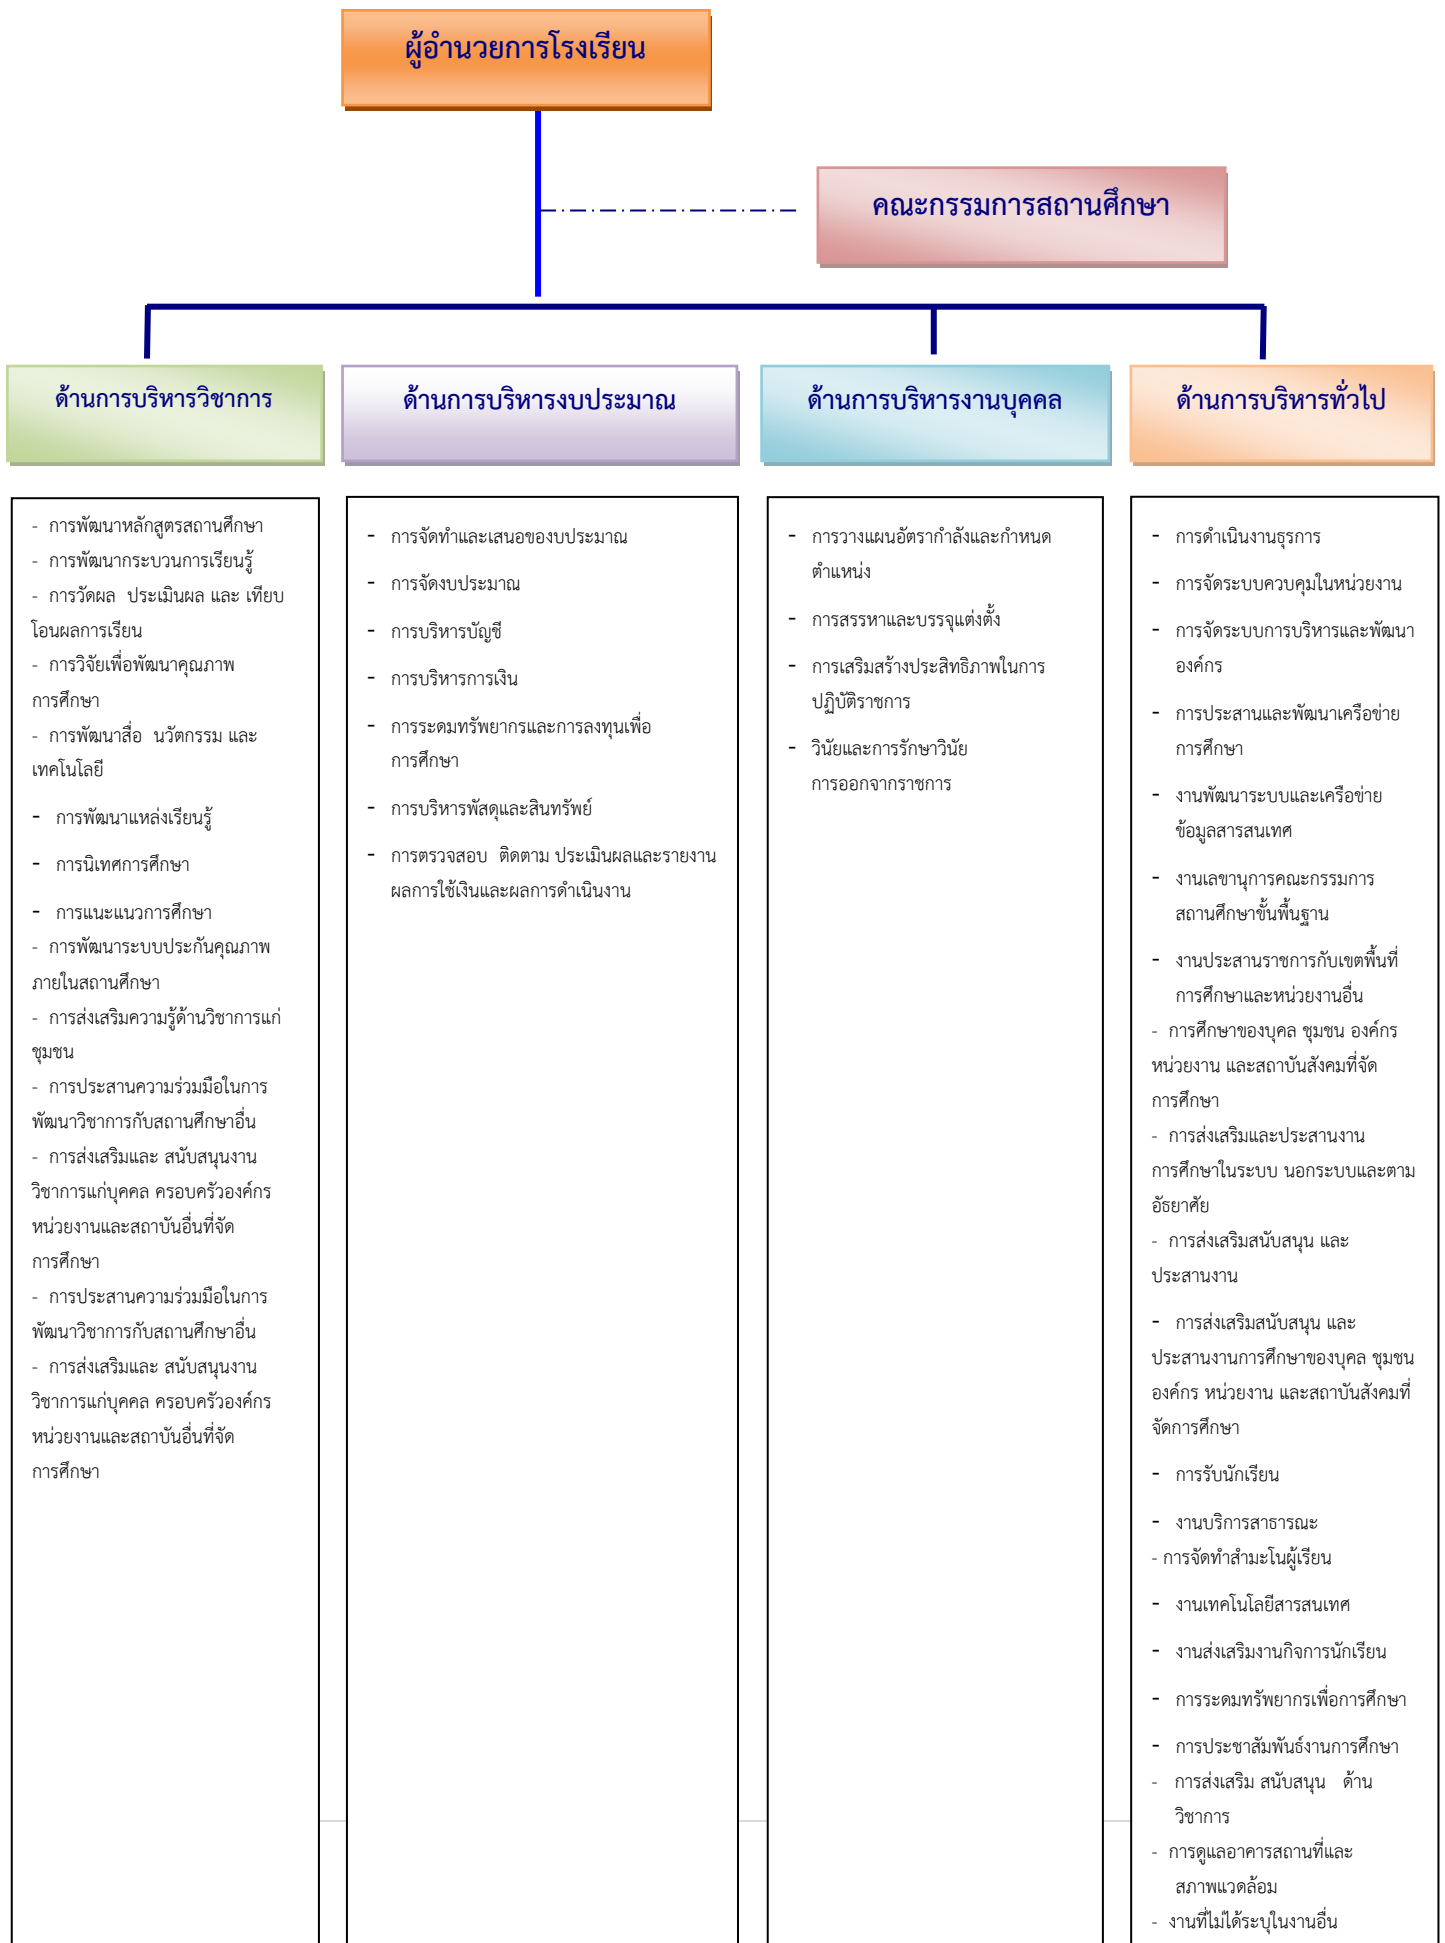 ผู้อำนวยการโรงเรียน
คณะกรรมการสถานศึกษา
ด้านการบริหารวิชาการ
ด้านการบริหารงบประมาณ
ด้านการบริหารงานบุคคล
ด้านการบริหารทั่วไป
- การพัฒนาหลักสูตรสถานศึกษา
- การพัฒนากระบวนการเรียนรู้
- การวัดผล ประเมินผล และ เทียบ
โอนผลการเรียน
- การวิจัยเพื่อพัฒนาคุณภาพ
การศึกษา
- การพัฒนาสื่อ นวัตกรรม และ
เทคโนโลยี
- การพัฒนาแหล่งเรียนรู้
- การนิเทศการศึกษา
- การแนะแนวการศึกษา
- การพัฒนาระบบประกันคุณภาพ
ภายในสถานศึกษา
- การส่งเสริมความรู้ด้านวิชาการแก่
ชุมชน
- การประสานความร่วมมือในการ
พัฒนาวิชาการกับสถานศึกษาอื่น
- การส่งเสริมและ สนับสนุนงาน
วิชาการแก่บุคคล ครอบครัวองค์กร
หน่วยงานและสถาบันอื่นที่จัด
การศึกษา
- การประสานความร่วมมือในการ
พัฒนาวิชาการกับสถานศึกษาอื่น
- การส่งเสริมและ สนับสนุนงาน
วิชาการแก่บุคคล ครอบครัวองค์กร
หน่วยงานและสถาบันอื่นที่จัด
การศึกษา
- การจัดทำและเสนอของบประมาณ
- การจัดงบประมาณ
- การบริหารบัญชี
- การบริหารการเงิน
- การระดมทรัพยากรและการลงทุนเพื่อ
การศึกษา
- การบริหารพัสดุและสินทรัพย์
- การตรวจสอบ ติดตาม ประเมินผลและรายงาน
ผลการใช้เงินและผลการดำเนินงาน
- การวางแผนอัตรากำลังและกำหนด
ตำแหน่ง
- การสรรหาและบรรจุแต่งตั้ง
- การเสริมสร้างประสิทธิภาพในการ
ปฏิบัติราชการ
- วินัยและการรักษาวินัย
การออกจากราชการ
- การดำเนินงานธุรการ
- การจัดระบบควบคุมในหน่วยงาน
- การจัดระบบการบริหารและพัฒนา
องค์กร
- การประสานและพัฒนาเครือข่าย
การศึกษา
- งานพัฒนาระบบและเครือข่าย
ข้อมูลสารสนเทศ
- งานเลขานุการคณะกรรมการ
สถานศึกษาขั้นพื้นฐาน
- งานประสานราชการกับเขตพื้นที่
การศึกษาและหน่วยงานอื่น
- การศึกษาของบุคล ชุมชน องค์กร
หน่วยงาน และสถาบันสังคมที่จัด
การศึกษา
- การส่งเสริมและประสานงาน
การศึกษาในระบบ นอกระบบและตาม
อัธยาศัย
- การส่งเสริมสนับสนุน และ
ประสานงาน
- การส่งเสริมสนับสนุน และ
ประสานงานการศึกษาของบุคล ชุมชน
องค์กร หน่วยงาน และสถาบันสังคมที่
จัดการศึกษา
- การรับนักเรียน
- งานบริการสาธารณะ
- การจัดทำสำมะโนผู้เรียน
- งานเทคโนโลยีสารสนเทศ
- งานส่งเสริมงานกิจการนักเรียน
- การระดมทรัพยากรเพื่อการศึกษา
- การประชาสัมพันธ์งานการศึกษา
- การส่งเสริม สนับสนุน ด้าน
วิชาการ
- การดูแลอาคารสถานที่และ
สภาพแวดล้อม
- งานที่ไม่ได้ระบุในงานอื่น